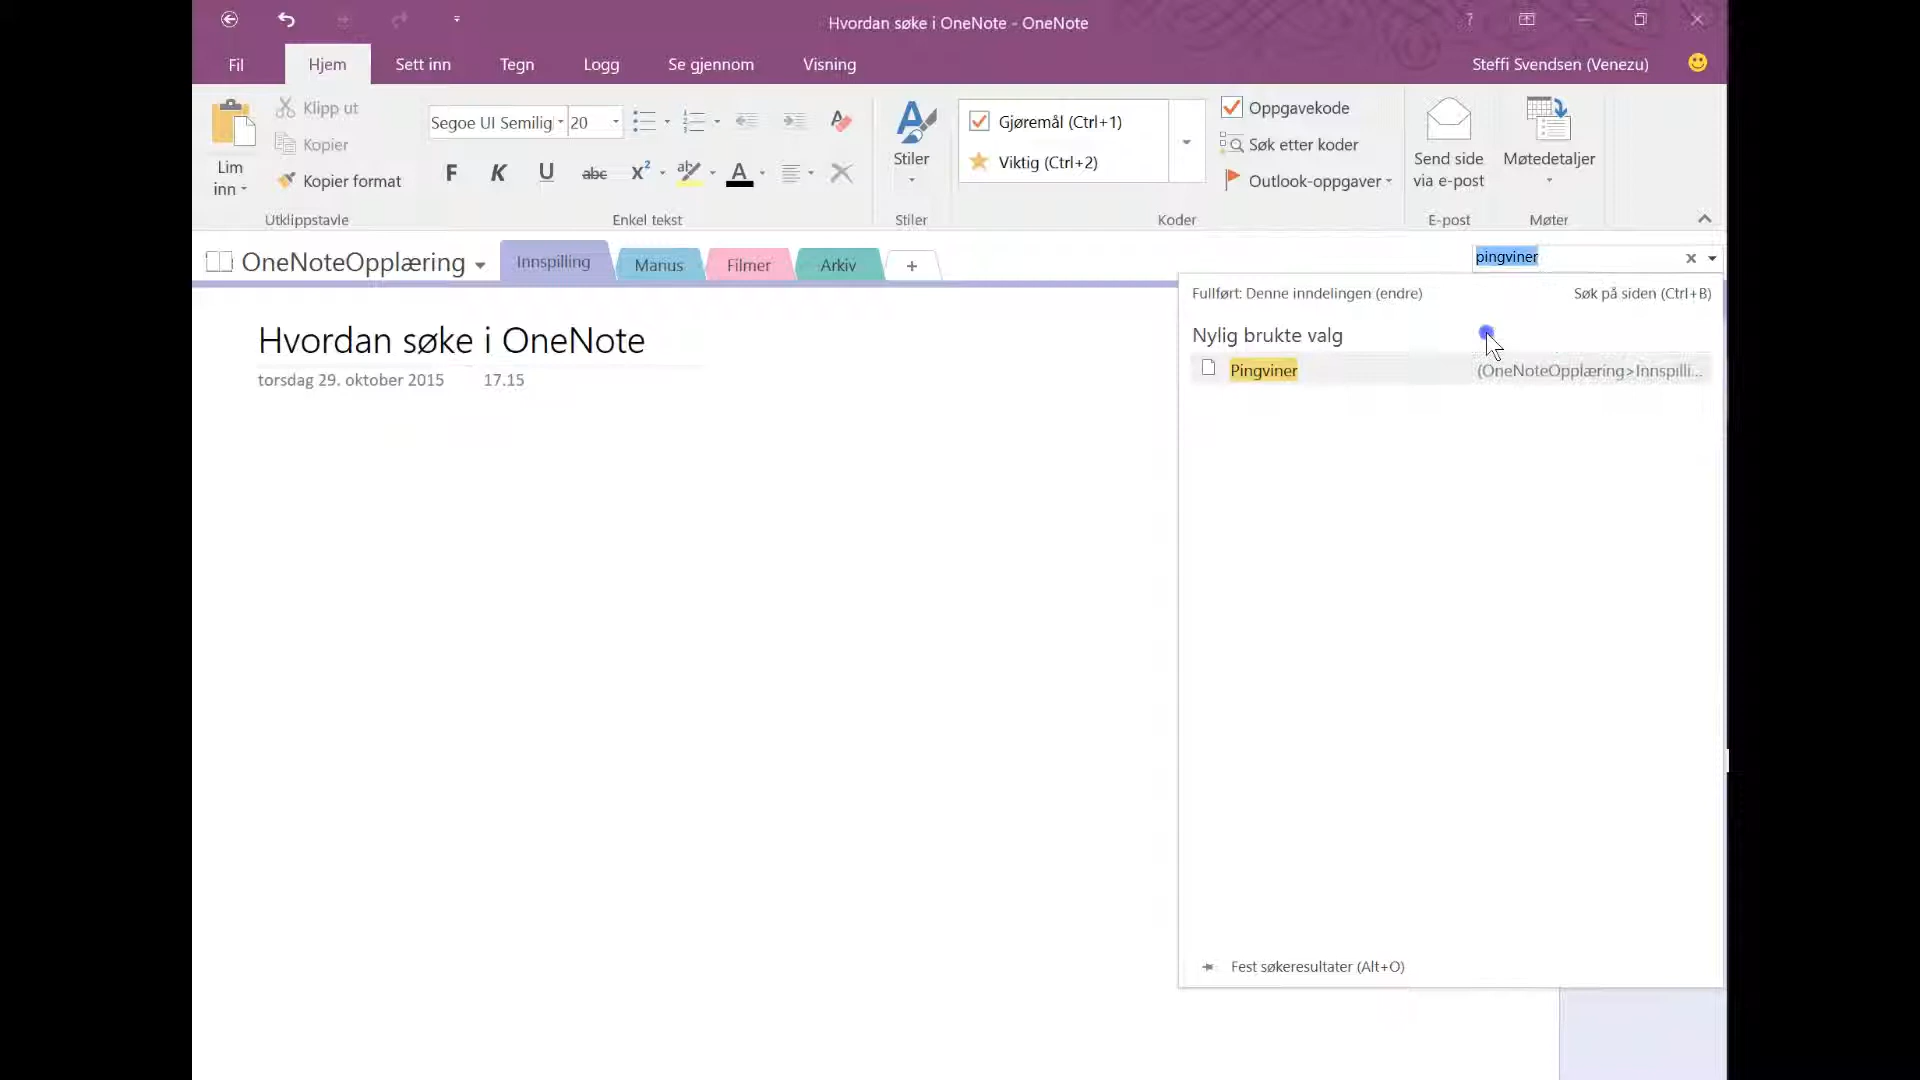 Hvordan søke i OneNote - OneNote
?
Fil Hjem Sett inn Tegn Logg Se gjennom Visning Steffi Svendsen (Venezu)
Lim inn
Klipp ut
Kopier
Kopier format
Utklippstavle
Segoe UI Semilig 20
F K U abc X² ab A
Enkel tekst
Stiler
Stiler
Gjøremål (Ctrl+1)
Viktig (Ctrl+2)
Oppgavekode
Søk etter koder
Outlook-oppgaver
Koder
Send side via e-post
E-post
Møtedetaljer
Møter
OneNoteOpplæring Innspilling Manus Filmer Arkiv +
pingviner
Fullført: Denne inndelingen (endre) Søk på siden (Ctrl+B)
Nylig brukte valg
Pingviner (OneNoteOpplæring>Innspilli...
Fest søkeresultater (Alt+O)
Hvordan søke i OneNote
torsdag 29. oktober 2015 17.15